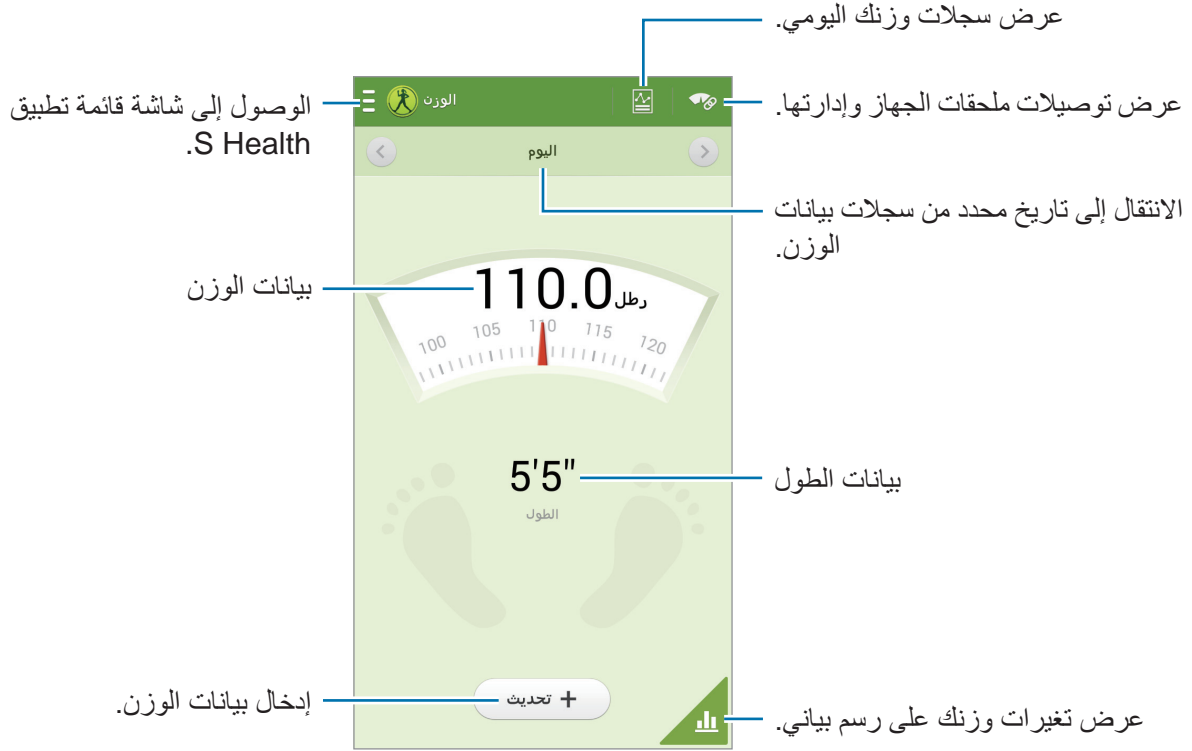 عرض سجلات وزنك اليومي.
عرض توصيلات ملحقات الجهاز وإدارتها.
الوصول إلى شاشة قائمة تطبيق
S Health.
الوزن
اليوم
الانتقال إلى تاريخ محدد من سجلات بيانات
الوزن.
بيانات الوزن
110.0 رطل
100 105 110 115 120
5'5"
الطول
بيانات الطول
+ تحديث
إدخال بيانات الوزن.
عرض تغيرات وزنك على رسم بياني.